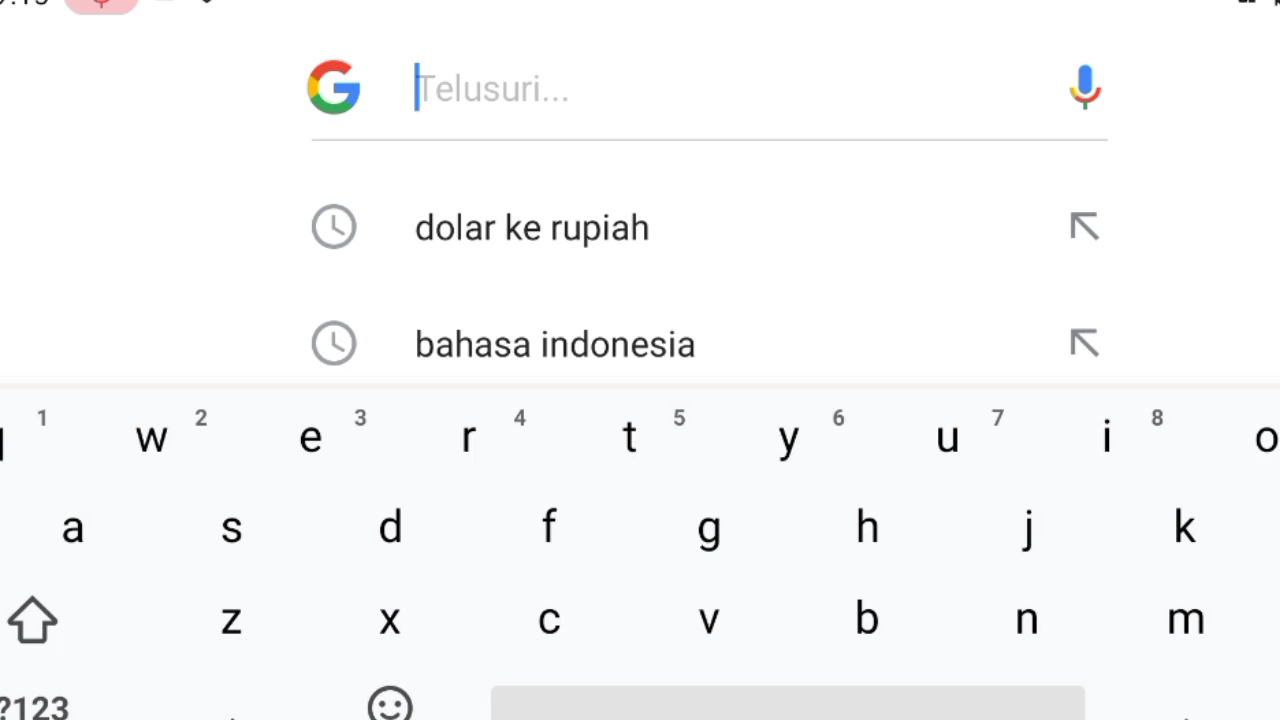 Telusuri...
dolar ke rupiah
bahasa indonesia
1 2 3 4 5 6 7 8
w e r t y u i o
a s d f g h j k
z x c v b n m
?123